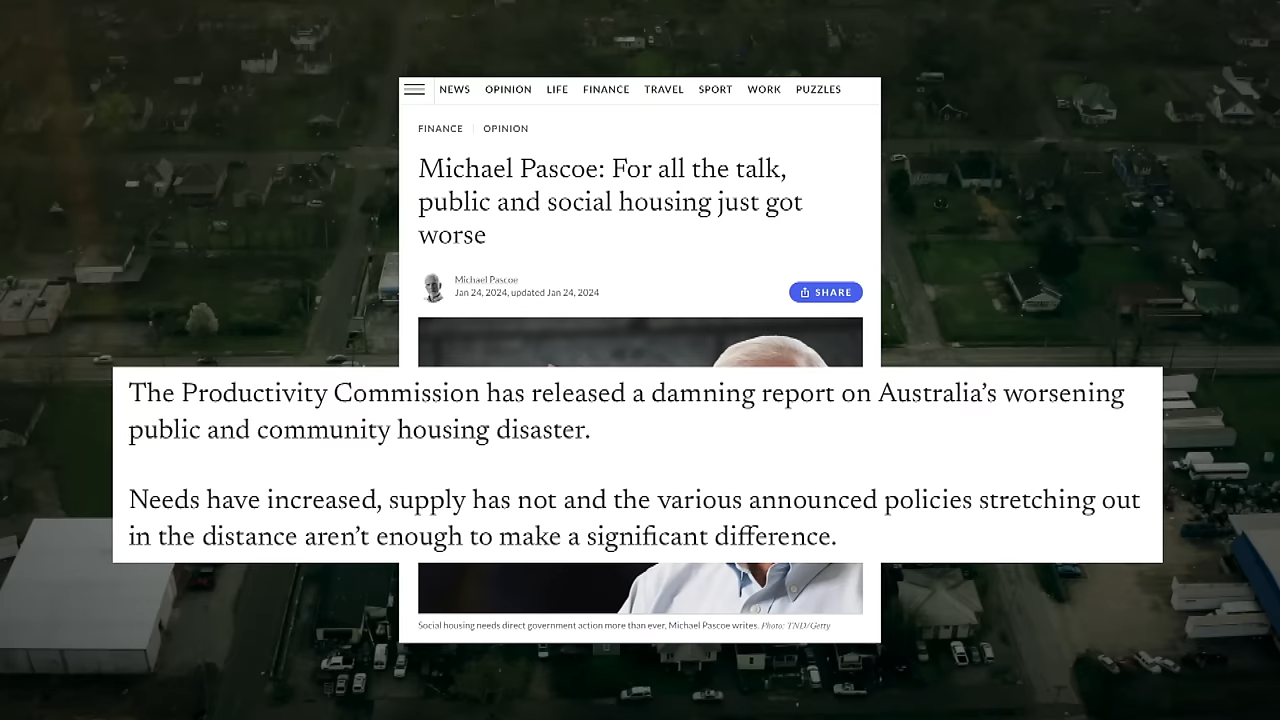 NEWS OPINION LIFE FINANCE TRAVEL SPORT WORK PUZZLES
FINANCE OPINION
Michael Pascoe: For all the talk,
public and social housing just got
worse
Michael Pascoe
Jan 24, 2024, updated Jan 24, 2024
SHARE
The Productivity Commission has released a damning report on Australia’s worsening
public and community housing disaster.
Needs have increased, supply has not and the various announced policies stretching out
in the distance aren’t enough to make a significant difference.
Social housing needs direct government action more than ever, Michael Pascoe writes. Photo: TND/Getty